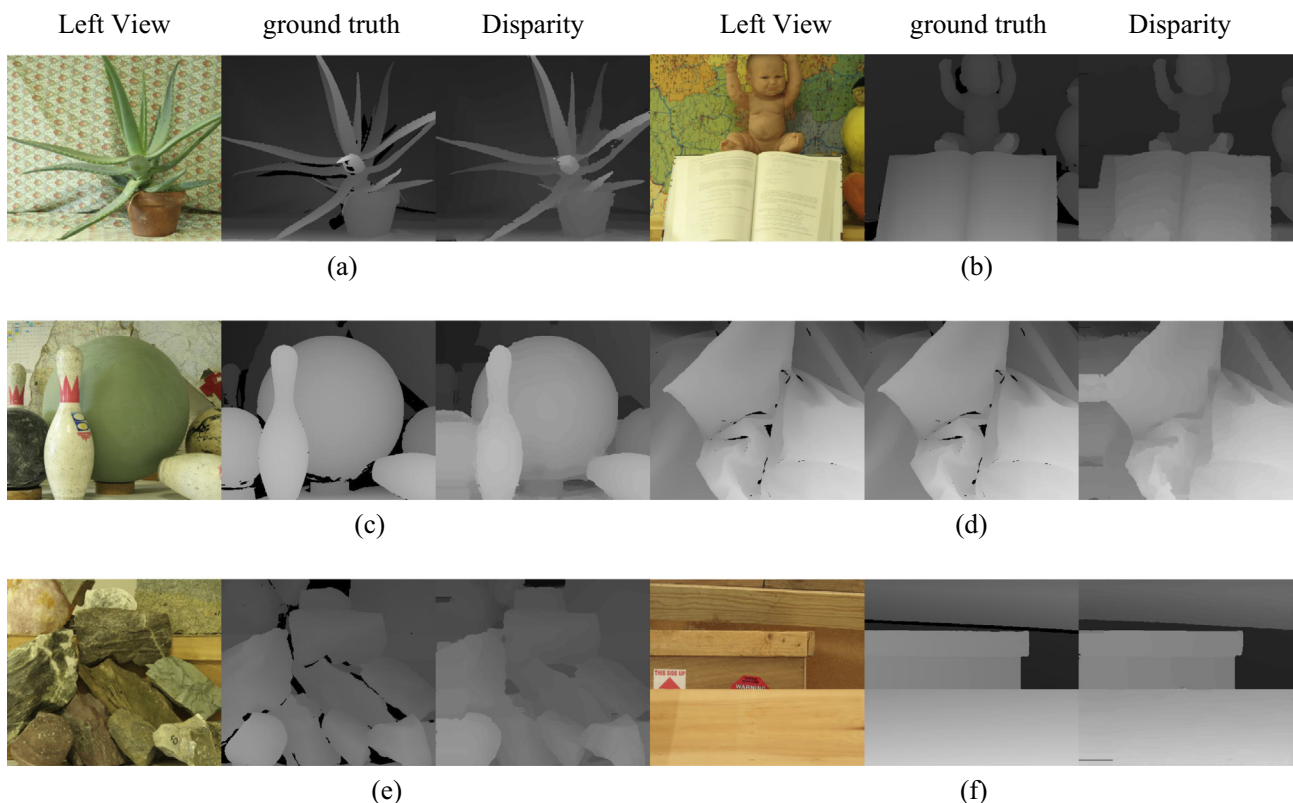 Left View ground truth Disparity Left View ground truth Disparity
(a) (b)
(c) (d)
THIS SIDE UP
WARNING
(e) (f)